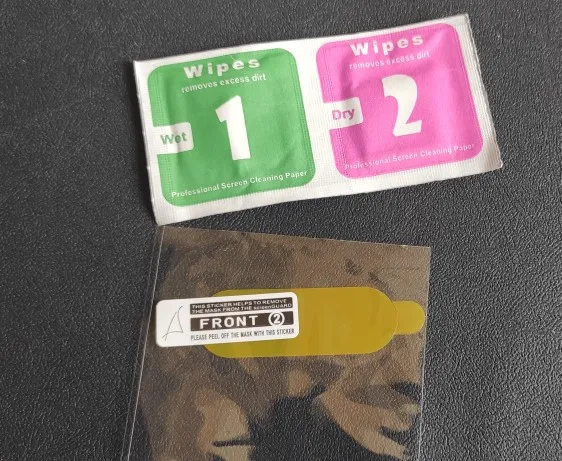 Wipes
removes excess dirt
Wet
1
Professional Screen Cleaning Paper
Wipes
removes excess dirt
Dry
2
Professional Screen Cleaning Paper
THIS STICKER HELPS TO REMOVE
THE MASK FROM THE screenGUARD
FRONT 2
PLEASE PEEL OFF THE MASK WITH THIS STICKER